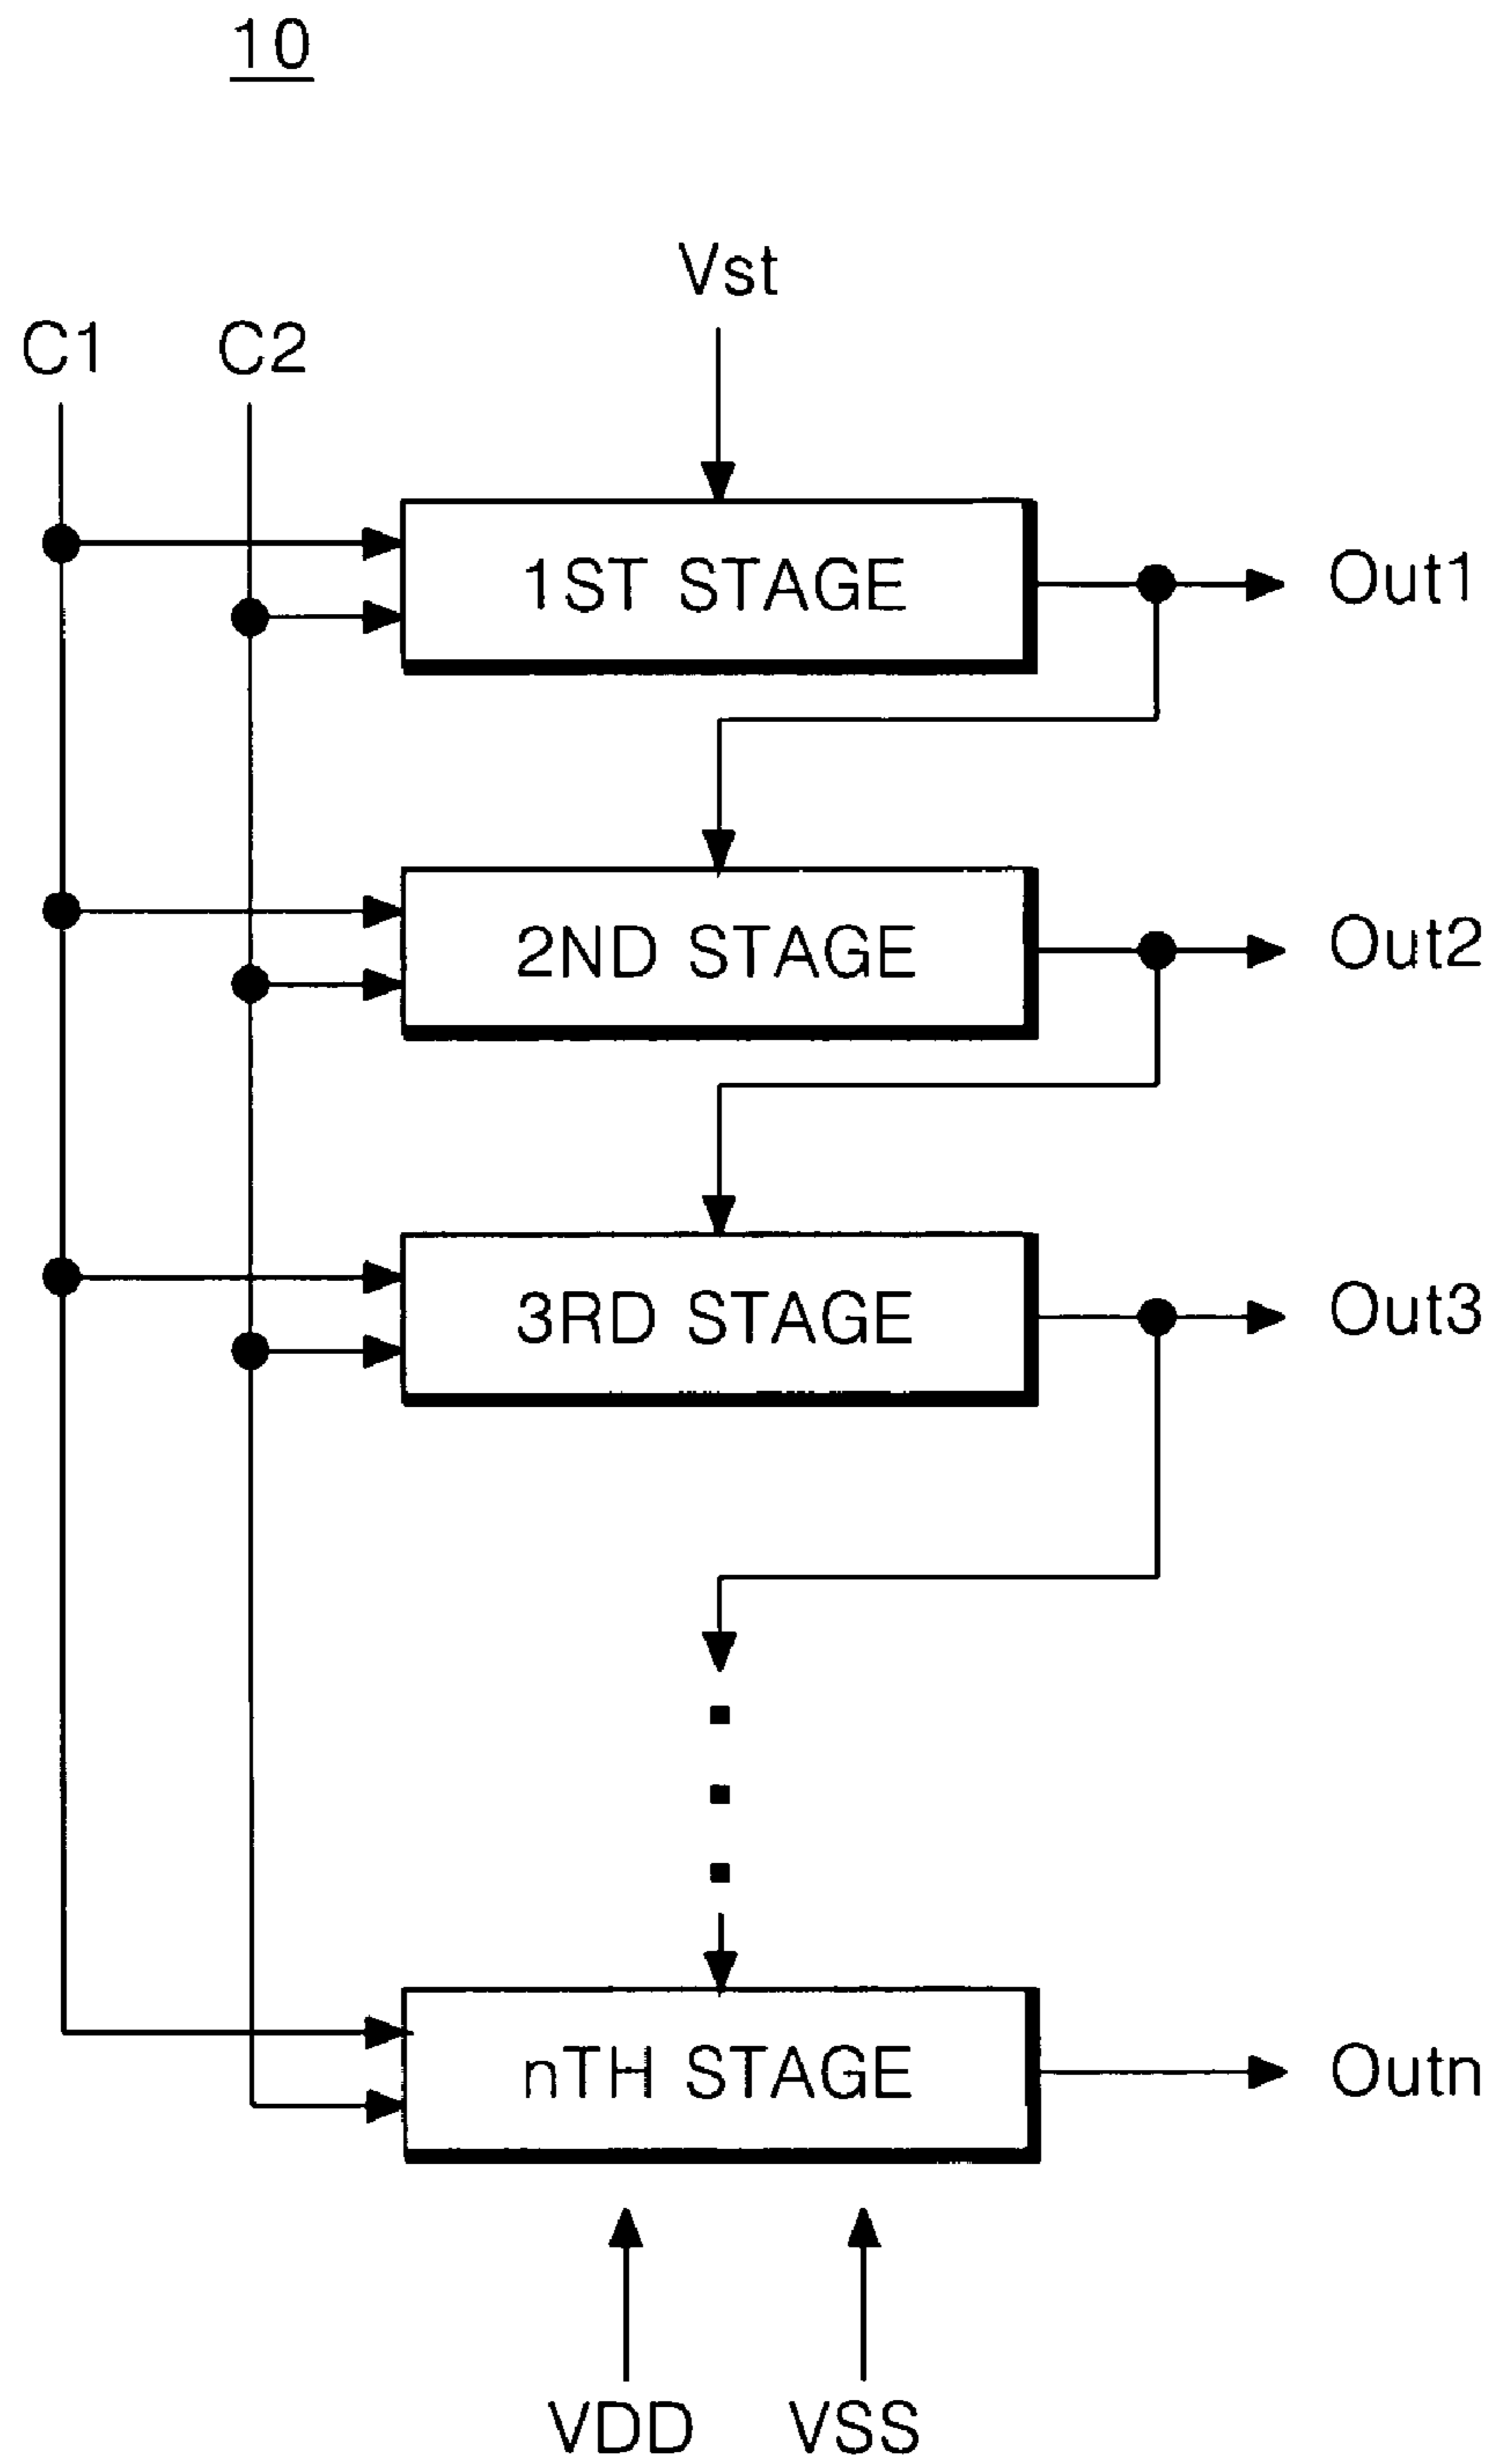 10
Vst
C1 C2
1ST STAGE
Out1
2ND STAGE
Out2
3RD STAGE
Out3
nTH STAGE
Outn
VDD VSS